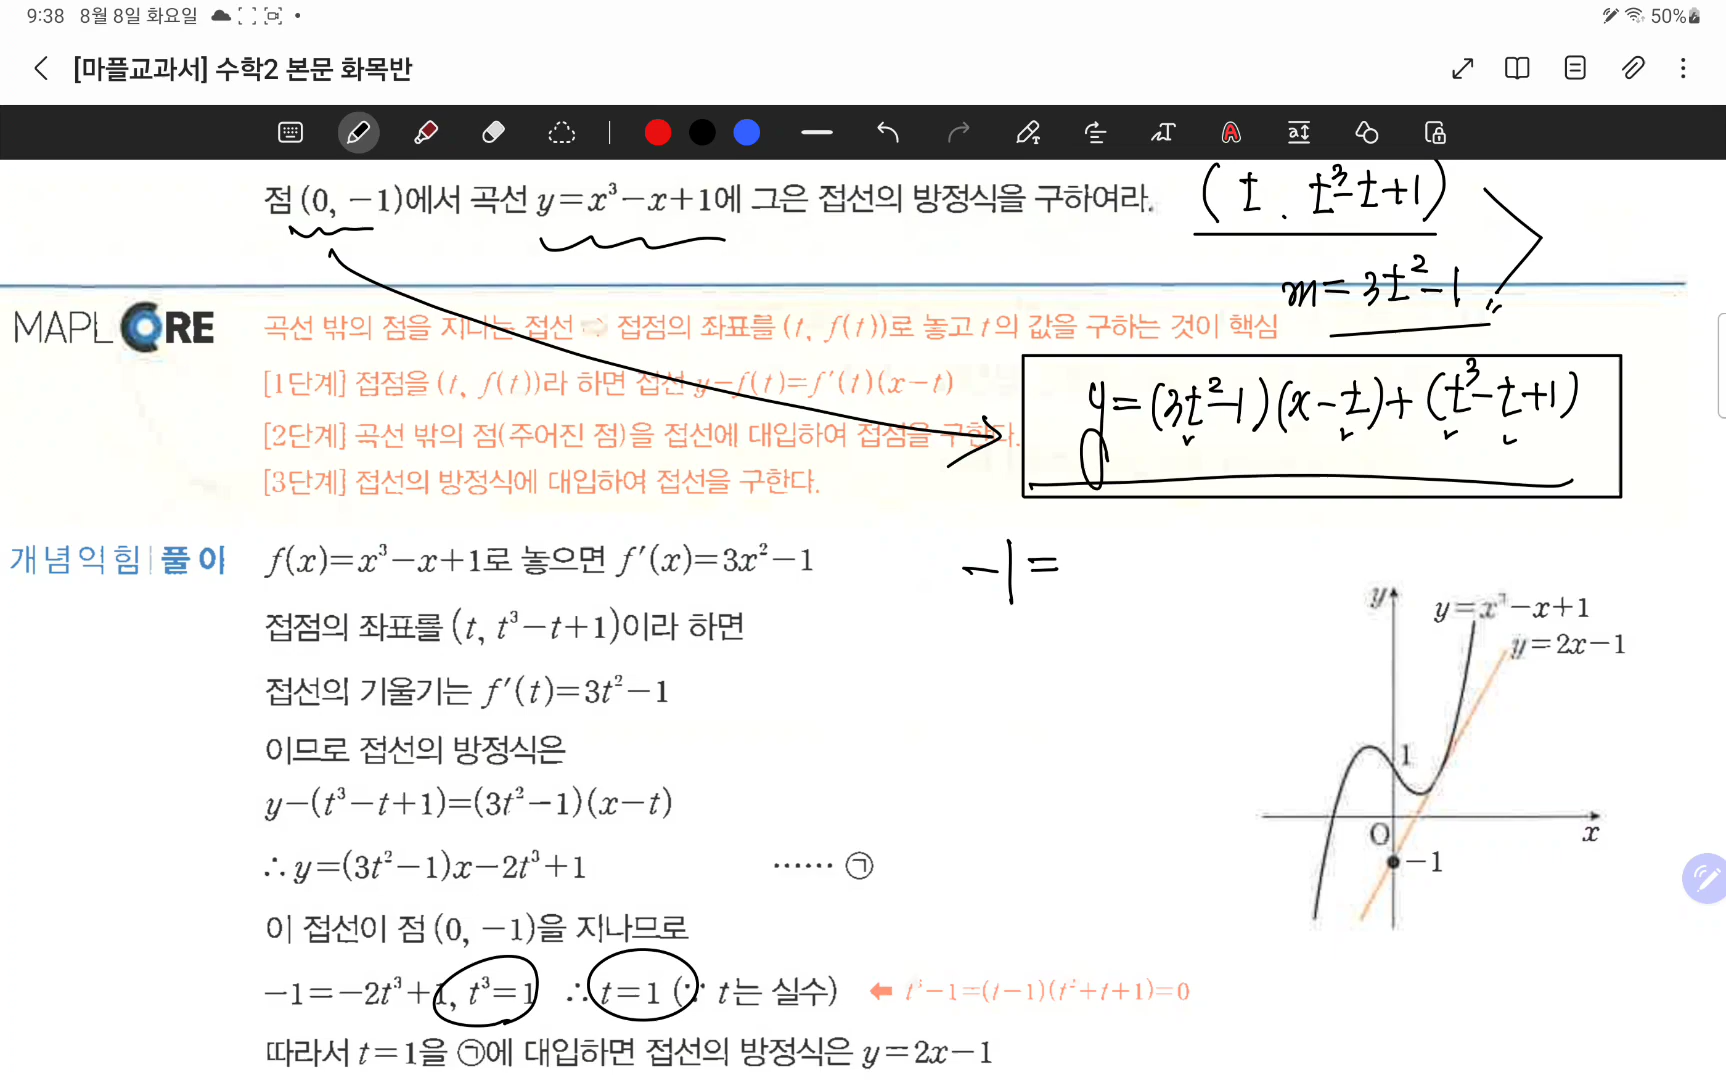 9:38 8월 8일 화요일
50%
[마플교과서] 수학2 본문 화목반
점 (0, −1)에서 곡선 y=x³−x+1에 그은 접선의 방정식을 구하여라.
(t . t³−t+1)
m=3t²−1
MAPL CORE
곡선 밖의 점을 지나는 접선 ⇨ 접점의 좌표를 (t, f(t))로 놓고 t의 값을 구하는 것이 핵심
[1단계] 접점을 (t, f(t))라 하면 접선 y−f(t)=f′(t)(x−t)
[2단계] 곡선 밖의 점(주어진 점)을 접선에 대입하여 접점을 구한다.
[3단계] 접선의 방정식에 대입하여 접선을 구한다.
y=(3t²−1)(x−t)+(t³−t+1)
개념익힘 | 풀이
f(x)=x³−x+1로 놓으면 f′(x)=3x²−1
−1=
접점의 좌표를 (t, t³−t+1)이라 하면
접선의 기울기는 f′(t)=3t²−1
이므로 접선의 방정식은
y−(t³−t+1)=(3t²−1)(x−t)
∴ y=(3t²−1)x−2t³+1 …… ㉠
이 접선이 점 (0, −1)을 지나므로
−1=−2t³+1, t³=1 ∴ t=1 (∵ t는 실수) ⬅ t³−1=(t−1)(t²+t+1)=0
따라서 t=1을 ㉠에 대입하면 접선의 방정식은 y=2x−1
y
y=x³−x+1
y=2x−1
1
O
x
−1